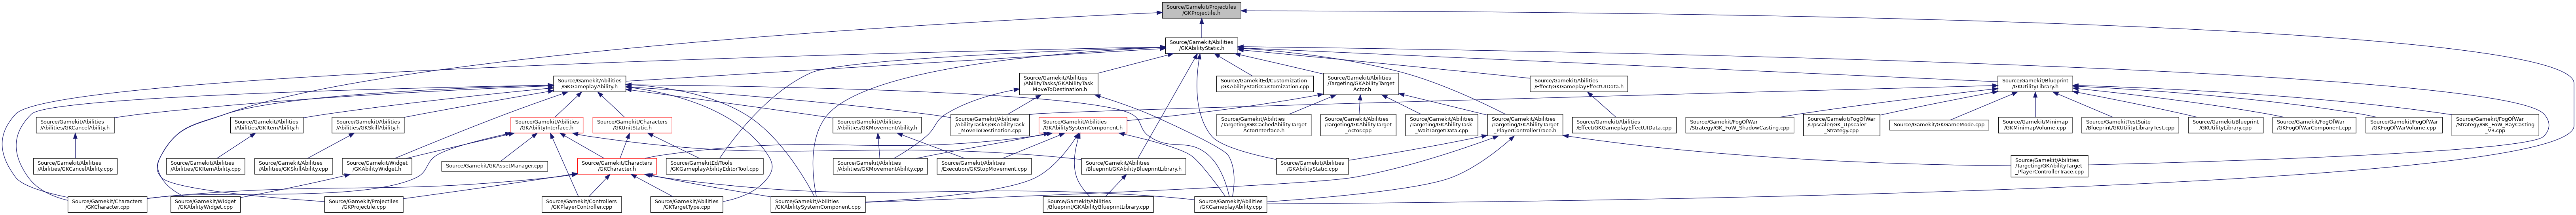 Source/Gamekit/Projectiles
/GKProjectile.h
Source/Gamekit/Abilities
/GKAbilityStatic.h
Source/Gamekit/Abilities
/GKGameplayAbility.h
Source/Gamekit/Abilities
/AbilityTasks/GKAbilityTask
_MoveToDestination.h
Source/GamekitEd/Customization
/GKAbilityStaticCustomization.cpp
Source/Gamekit/Abilities
/Targeting/GKAbilityTarget
_Actor.h
Source/Gamekit/Abilities
/Effect/GKGameplayEffectUIData.h
Source/Gamekit/Blueprint
/GKUtilityLibrary.h
Source/Gamekit/Abilities
/Abilities/GKCancelAbility.h
Source/Gamekit/Abilities
/Abilities/GKItemAbility.h
Source/Gamekit/Abilities
/Abilities/GKSkillAbility.h
Source/Gamekit/Abilities
/GKAbilityInterface.h
Source/Gamekit/Characters
/GKUnitStatic.h
Source/Gamekit/Abilities
/Abilities/GKMovementAbility.h
Source/Gamekit/Abilities
/AbilityTasks/GKAbilityTask
_MoveToDestination.cpp
Source/Gamekit/Abilities
/GKAbilitySystemComponent.h
Source/Gamekit/Abilities
/Targeting/GKCachedAbilityTarget
ActorInterface.h
Source/Gamekit/Abilities
/Targeting/GKAbilityTarget
_Actor.cpp
Source/Gamekit/Abilities
/Targeting/GKAbilityTask
_WaitTargetData.cpp
Source/Gamekit/Abilities
/Targeting/GKAbilityTarget
_PlayerControllerTrace.h
Source/Gamekit/Abilities
/Effect/GKGameplayEffectUIData.cpp
Source/Gamekit/FogOfWar
/Strategy/GK_FoW_ShadowCasting.cpp
Source/Gamekit/FogOfWar
/Upscaler/GK_Upscaler
_Strategy.cpp
Source/Gamekit/GKGameMode.cpp
Source/Gamekit/Minimap
/GKMinimapVolume.cpp
Source/GamekitTestSuite
/Blueprint/GKUtilityLibraryTest.cpp
Source/Gamekit/Blueprint
/GKUtilityLibrary.cpp
Source/Gamekit/FogOfWar
/GKFogOfWarComponent.cpp
Source/Gamekit/FogOfWar
/GKFogOfWarVolume.cpp
Source/Gamekit/FogOfWar
/Strategy/GK_FoW_RayCasting
_V3.cpp
Source/Gamekit/Abilities
/Abilities/GKCancelAbility.cpp
Source/Gamekit/Abilities
/Abilities/GKItemAbility.cpp
Source/Gamekit/Abilities
/Abilities/GKSkillAbility.cpp
Source/Gamekit/Widget
/GKAbilityWidget.h
Source/Gamekit/GKAssetManager.cpp
Source/Gamekit/Characters
/GKCharacter.h
Source/GamekitEd/Tools
/GKGameplayAbilityEditorTool.cpp
Source/Gamekit/Abilities
/Abilities/GKMovementAbility.cpp
Source/Gamekit/Abilities
/Execution/GKStopMovement.cpp
Source/Gamekit/Abilities
/Blueprint/GKAbilityBlueprintLibrary.h
Source/Gamekit/Abilities
/GKAbilityStatic.cpp
Source/Gamekit/Abilities
/Targeting/GKAbilityTarget
_PlayerControllerTrace.cpp
Source/Gamekit/Characters
/GKCharacter.cpp
Source/Gamekit/Widget
/GKAbilityWidget.cpp
Source/Gamekit/Projectiles
/GKProjectile.cpp
Source/Gamekit/Controllers
/GKPlayerController.cpp
Source/Gamekit/Abilities
/GKTargetType.cpp
Source/Gamekit/Abilities
/GKAbilitySystemComponent.cpp
Source/Gamekit/Abilities
/Blueprint/GKAbilityBlueprintLibrary.cpp
Source/Gamekit/Abilities
/GKGameplayAbility.cpp